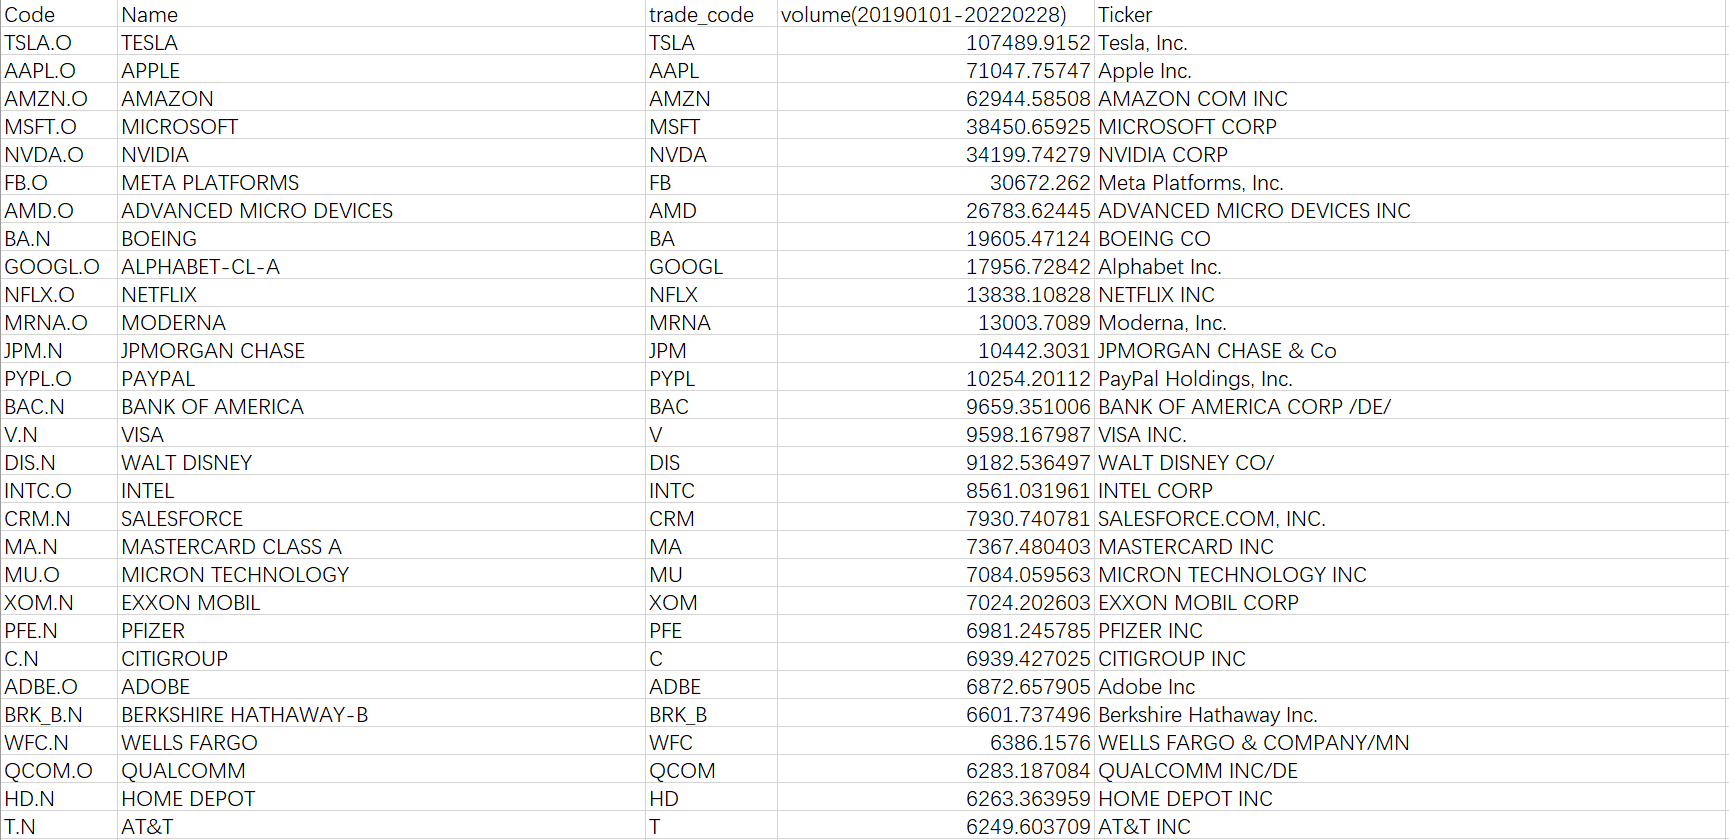 Code Name trade_code volume(20190101-20220228) Ticker
TSLA.O TESLA TSLA 107489.9152 Tesla, Inc.
AAPL.O APPLE AAPL 71047.75747 Apple Inc.
AMZN.O AMAZON AMZN 62944.58508 AMAZON COM INC
MSFT.O MICROSOFT MSFT 38450.65925 MICROSOFT CORP
NVDA.O NVIDIA NVDA 34199.74279 NVIDIA CORP
FB.O META PLATFORMS FB 30672.262 Meta Platforms, Inc.
AMD.O ADVANCED MICRO DEVICES AMD 26783.62445 ADVANCED MICRO DEVICES INC
BA.N BOEING BA 19605.47124 BOEING CO
GOOGL.O ALPHABET-CL-A GOOGL 17956.72842 Alphabet Inc.
NFLX.O NETFLIX NFLX 13838.10828 NETFLIX INC
MRNA.O MODERNA MRNA 13003.7089 Moderna, Inc.
JPM.N JPMORGAN CHASE JPM 10442.3031 JPMORGAN CHASE & Co
PYPL.O PAYPAL PYPL 10254.20112 PayPal Holdings, Inc.
BAC.N BANK OF AMERICA BAC 9659.351006 BANK OF AMERICA CORP /DE/
V.N VISA V 9598.167987 VISA INC.
DIS.N WALT DISNEY DIS 9182.536497 WALT DISNEY CO/
INTC.O INTEL INTC 8561.031961 INTEL CORP
CRM.N SALESFORCE CRM 7930.740781 SALESFORCE.COM, INC.
MA.N MASTERCARD CLASS A MA 7367.480403 MASTERCARD INC
MU.O MICRON TECHNOLOGY MU 7084.059563 MICRON TECHNOLOGY INC
XOM.N EXXON MOBIL XOM 7024.202603 EXXON MOBIL CORP
PFE.N PFIZER PFE 6981.245785 PFIZER INC
C.N CITIGROUP C 6939.427025 CITIGROUP INC
ADBE.O ADOBE ADBE 6872.657905 Adobe Inc
BRK_B.N BERKSHIRE HATHAWAY-B BRK_B 6601.737496 Berkshire Hathaway Inc.
WFC.N WELLS FARGO WFC 6386.1576 WELLS FARGO & COMPANY/MN
QCOM.O QUALCOMM QCOM 6283.187084 QUALCOMM INC/DE
HD.N HOME DEPOT HD 6263.363959 HOME DEPOT INC
T.N AT&T T 6249.603709 AT&T INC